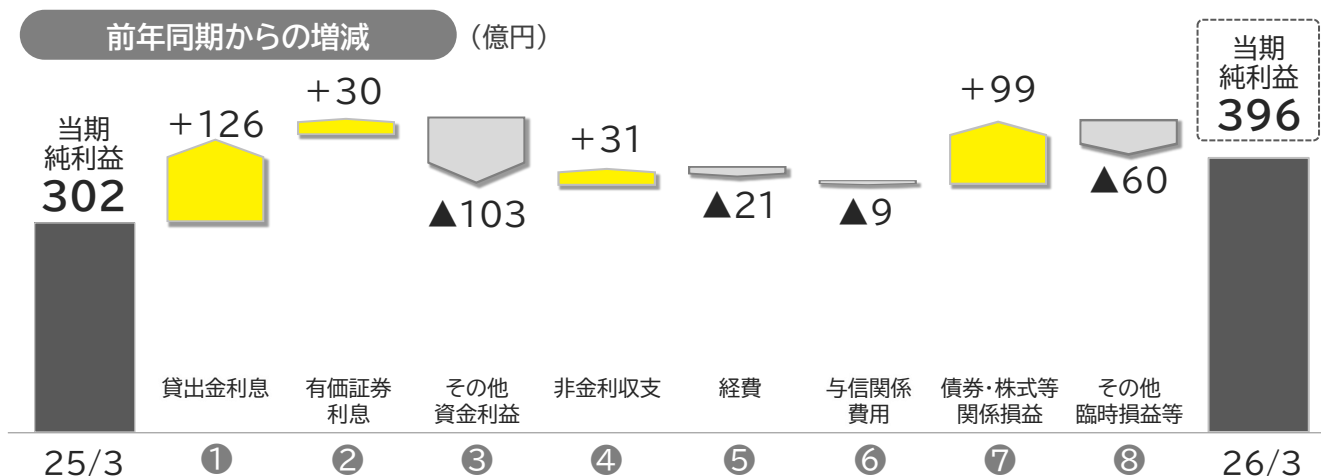 前年同期からの増減 （億円）
当期
純利益
302
+126
+30
▲103
+31
▲21
▲9
+99
▲60
当期
純利益
396
貸出金利息
有価証券
利息
その他
資金利益
非金利収支
経費
与信関係
費用
債券・株式等
関係損益
その他
臨時損益等
25/3
❶
❷
❸
❹
❺
❻
❼
❽
26/3